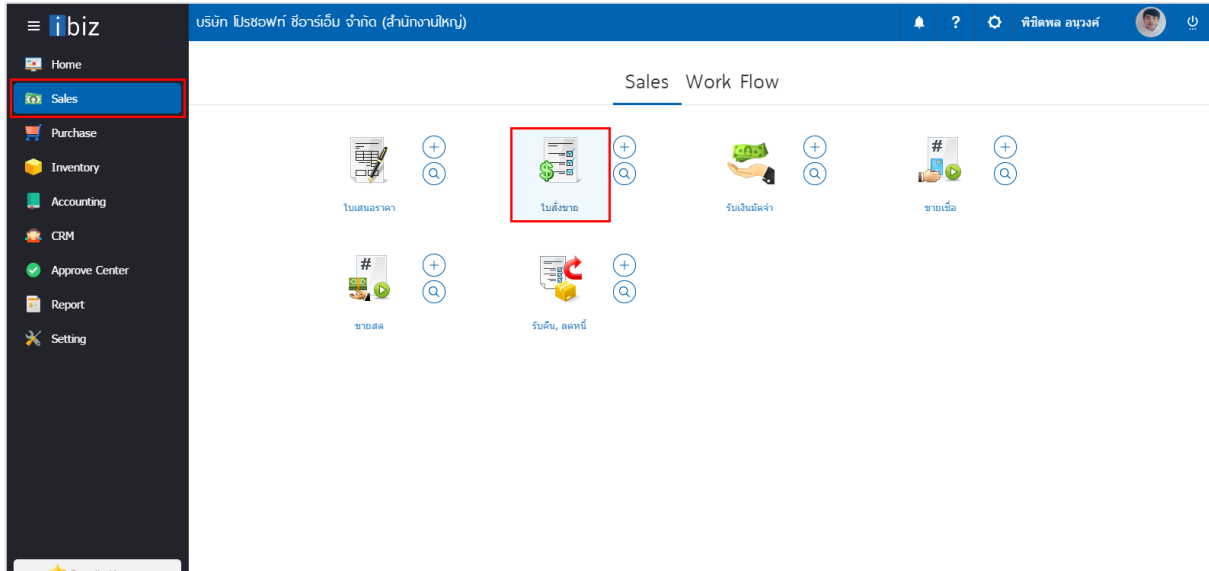 ≡ ibiz
บริษัท โปรซอฟท์ ซีอาร์เอ็ม จำกัด (สำนักงานใหญ่)
? พิชิตพล อนุวงศ์
Home
Sales
Purchase
Inventory
Accounting
CRM
Approve Center
Report
Setting
Sales Work Flow
ใบเสนอราคา
ใบสั่งขาย
รับเงินมัดจำ
ขายเชื่อ
ขายสด
รับคืน, ลดหนี้